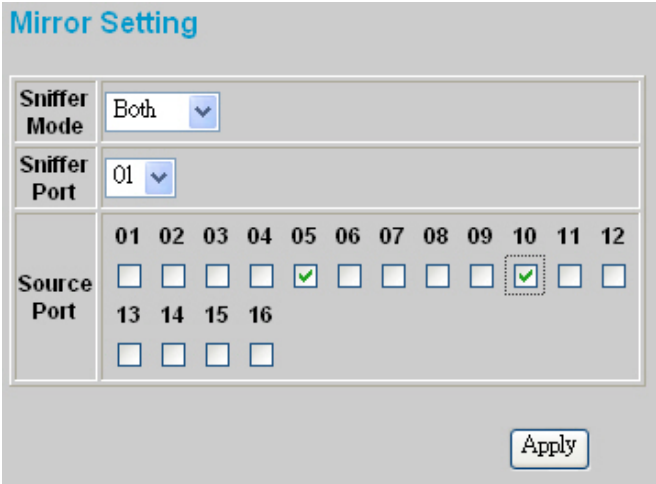 Mirror Setting
Sniffer
Mode
Both
Sniffer
Port
01
Source
Port
01 02 03 04 05 06 07 08 09 10 11 12
13 14 15 16
Apply